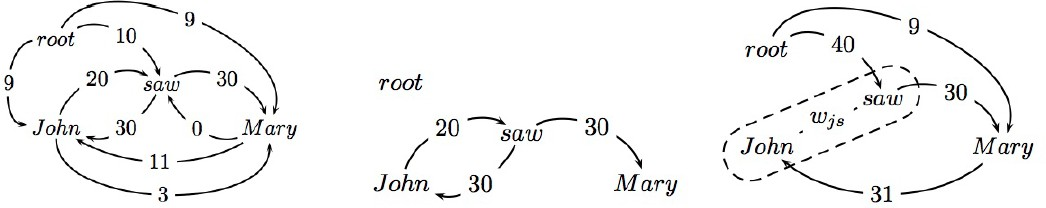 root 9
10
9 20 saw 30
John 30 0 Mary
11
3
root
20 saw 30
John 30 Mary
root 40 9
saw 30
w_js
John Mary
31